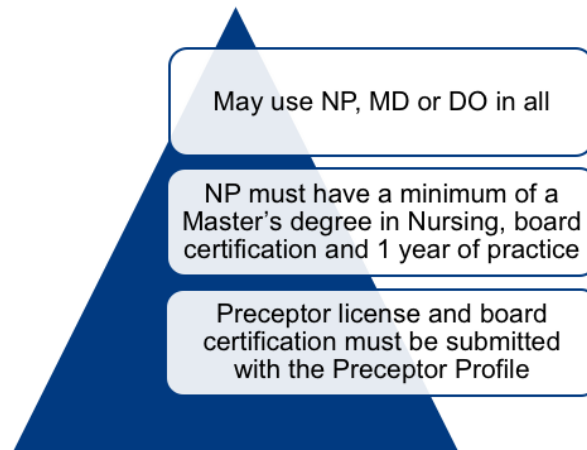 May use NP, MD or DO in all
NP must have a minimum of a
Master's degree in Nursing, board
certification and 1 year of practice
Preceptor license and board
certification must be submitted
with the Preceptor Profile